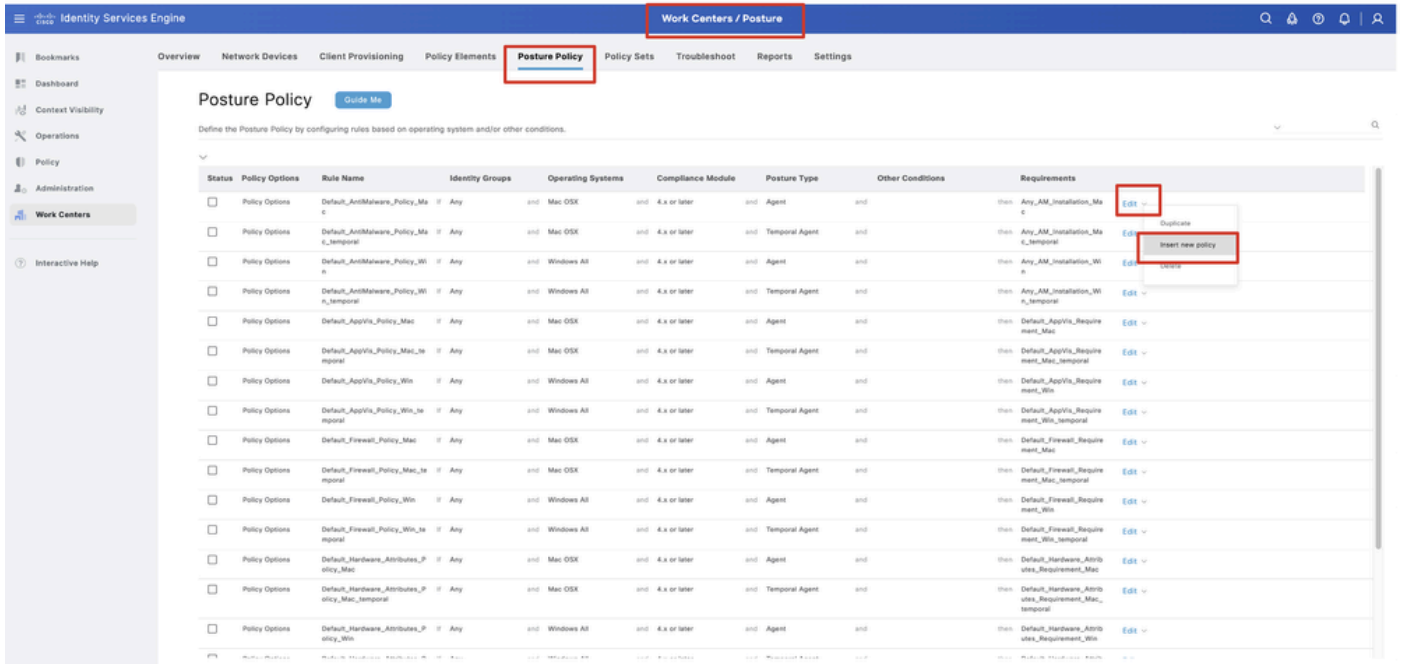 cisco Identity Services Engine
Work Centers / Posture
Bookmarks
Dashboard
Context Visibility
Operations
Policy
Administration
Work Centers
Interactive Help
Overview Network Devices Client Provisioning Policy Elements Posture Policy Policy Sets Troubleshoot Reports Settings
Posture Policy Guide Me
Define the Posture Policy by configuring rules based on operating system and/or other conditions.
Status Policy Options Rule Name Identity Groups Operating Systems Compliance Module Posture Type Other Conditions Requirements
Policy Options Default_AntiMalware_Policy_Ma If Any and Mac OSX and 4.x or later and Agent and then Any_AM_Installation_Ma Edit
c c
Duplicate
Insert new policy
Delete
Policy Options Default_AntiMalware_Policy_Ma If Any and Mac OSX and 4.x or later and Temporal Agent and then Any_AM_Installation_Ma Edit
c_temporal c_temporal
Policy Options Default_AntiMalware_Policy_Wi If Any and Windows All and 4.x or later and Agent and then Any_AM_Installation_Wi Edit
n n
Policy Options Default_AntiMalware_Policy_Wi If Any and Windows All and 4.x or later and Temporal Agent and then Any_AM_Installation_Wi Edit
n_temporal n_temporal
Policy Options Default_AppVis_Policy_Mac If Any and Mac OSX and 4.x or later and Agent and then Default_AppVis_Require Edit
ment_Mac
Policy Options Default_AppVis_Policy_Mac_te If Any and Mac OSX and 4.x or later and Temporal Agent and then Default_AppVis_Require Edit
mporal ment_Mac_temporal
Policy Options Default_AppVis_Policy_Win If Any and Windows All and 4.x or later and Agent and then Default_AppVis_Require Edit
ment_Win
Policy Options Default_AppVis_Policy_Win_te If Any and Windows All and 4.x or later and Temporal Agent and then Default_AppVis_Require Edit
mporal ment_Win_temporal
Policy Options Default_Firewall_Policy_Mac If Any and Mac OSX and 4.x or later and Agent and then Default_Firewall_Require Edit
ment_Mac
Policy Options Default_Firewall_Policy_Mac_te If Any and Mac OSX and 4.x or later and Temporal Agent and then Default_Firewall_Require Edit
mporal ment_Mac_temporal
Policy Options Default_Firewall_Policy_Win If Any and Windows All and 4.x or later and Agent and then Default_Firewall_Require Edit
ment_Win
Policy Options Default_Firewall_Policy_Win_te If Any and Windows All and 4.x or later and Temporal Agent and then Default_Firewall_Require Edit
mporal ment_Win_temporal
Policy Options Default_Hardware_Attributes_P If Any and Mac OSX and 4.x or later and Agent and then Default_Hardware_Attrib Edit
olicy_Mac utes_Requirement_Mac
Policy Options Default_Hardware_Attributes_P If Any and Mac OSX and 4.x or later and Temporal Agent and then Default_Hardware_Attrib Edit
olicy_Mac_temporal utes_Requirement_Mac_
temporal
Policy Options Default_Hardware_Attributes_P If Any and Windows All and 4.x or later and Agent and then Default_Hardware_Attrib Edit
olicy_Win utes_Requirement_Win